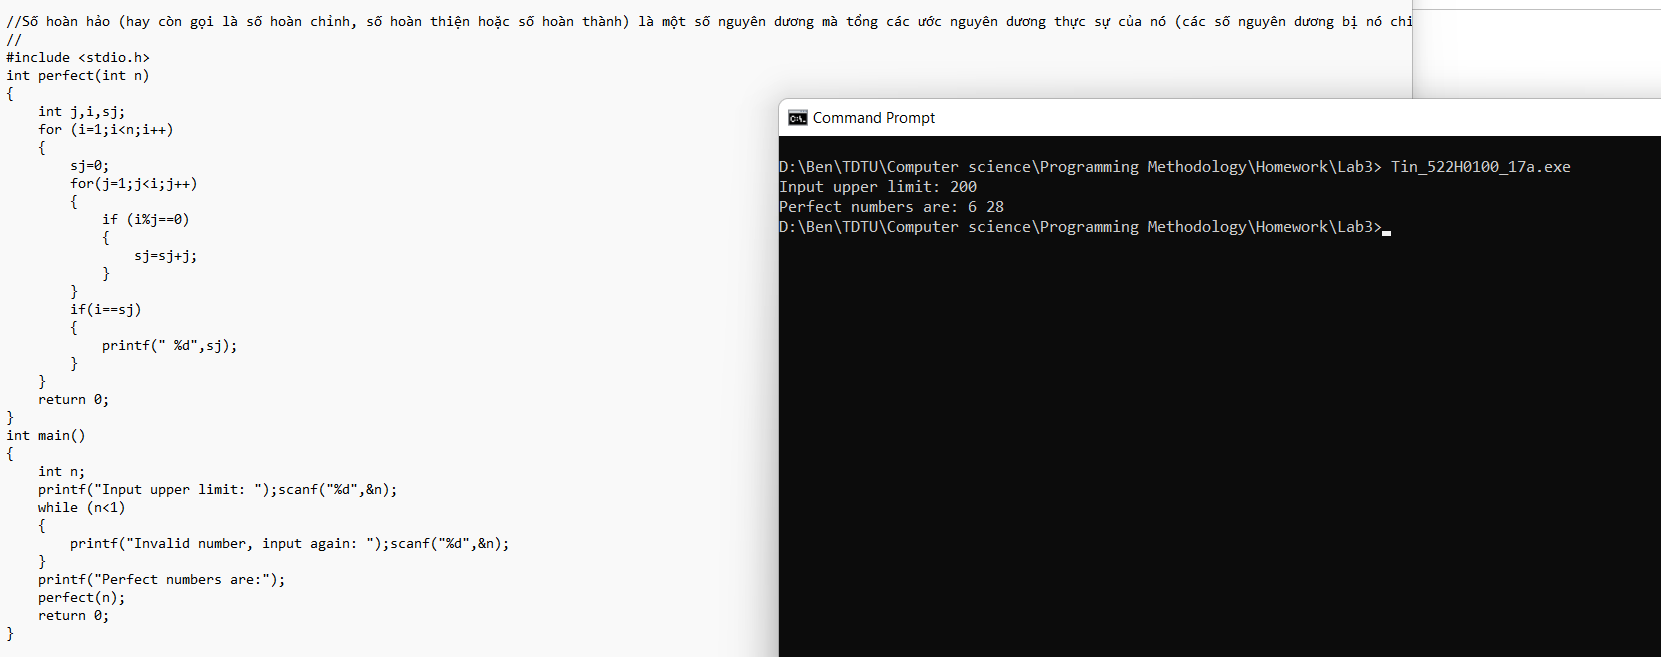 //Số hoàn hảo (hay còn gọi là số hoàn chỉnh, số hoàn thiện hoặc số hoàn thành) là một số nguyên dương mà tổng các ước nguyên dương thực sự của nó (các số nguyên dương bị nó chi
//
#include <stdio.h>
int perfect(int n)
{
    int j,i,sj;
    for (i=1;i<n;i++)
    {
        sj=0;
        for(j=1;j<i;j++)
        {
            if (i%j==0)
            {
                sj=sj+j;
            }
        }
        if(i==sj)
        {
            printf(" %d",sj);
        }
    }
    return 0;
}
int main()
{
    int n;
    printf("Input upper limit: ");scanf("%d",&n);
    while (n<1)
    {
        printf("Invalid number, input again: ");scanf("%d",&n);
    }
    printf("Perfect numbers are:");
    perfect(n);
    return 0;
}
Command Prompt
D:\Ben\TDTU\Computer science\Programming Methodology\Homework\Lab3> Tin_522H0100_17a.exe
Input upper limit: 200
Perfect numbers are: 6 28
D:\Ben\TDTU\Computer science\Programming Methodology\Homework\Lab3>